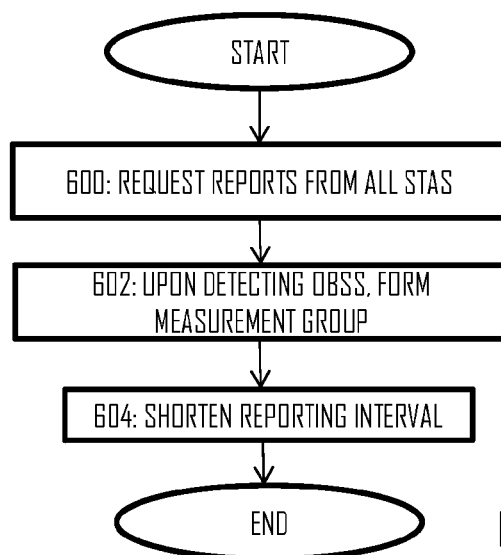 START
600: REQUEST REPORTS FROM ALL STAS
602: UPON DETECTING OBSS, FORM
MEASUREMENT GROUP
604: SHORTEN REPORTING INTERVAL
END